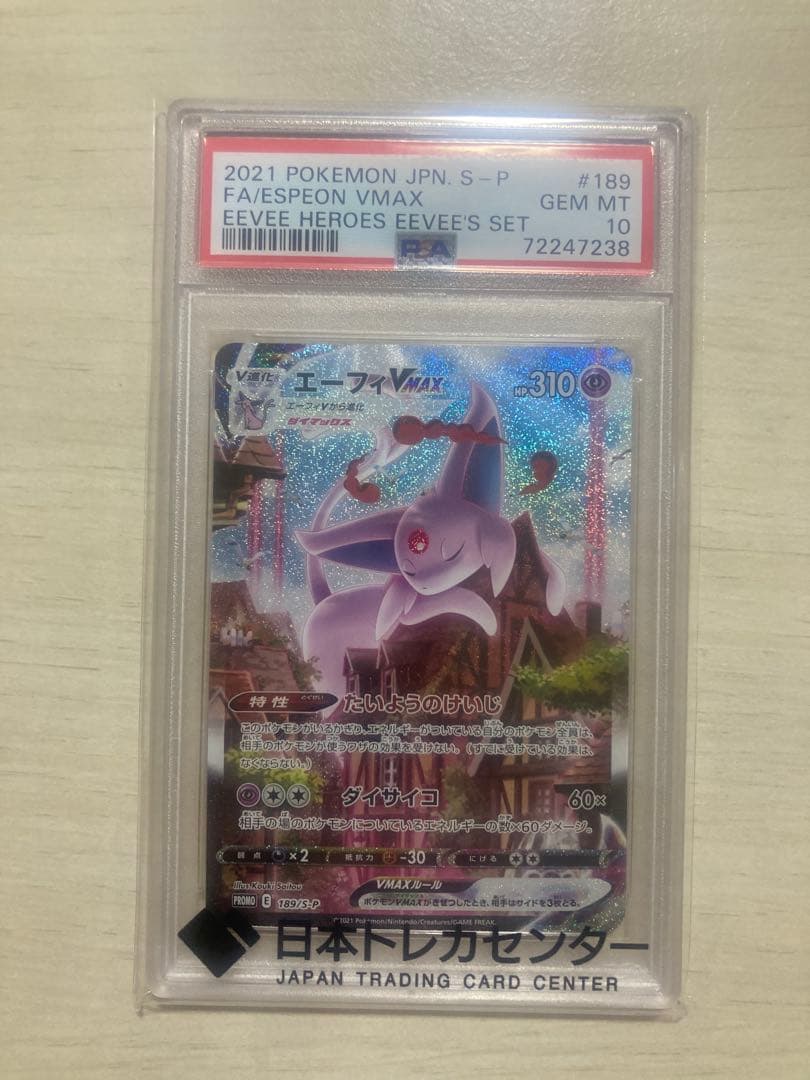 2021 POKEMON JPN. S-P #189
FA/ESPEON VMAX GEM MT
EEVEE HEROES EEVEE'S SET 10
PSA 72247238
V進化 エーフィVMAX HP310
エーフィVから進化
ダイマックス
特性 とくせい たいようのけいじ
このポケモンがいるかぎり、エネルギーがついている自分のポケモン全員は、
相手のポケモンが使うワザの効果を受けない。(すでに受けている効果は、
なくならない。)
ダイサイコ 60×
相手の場のポケモンについているエネルギーの数×60ダメージ。
弱点 ×2 抵抗力 -30 にげる
Illus. Kouki Saitou VMAXルール
PROMO E 189/S-P ポケモンVMAXがきぜつしたとき、相手はサイドを3枚とる。
©2021 Pokémon/Nintendo/Creatures/GAME FREAK.
日本トレカセンター
JAPAN TRADING CARD CENTER